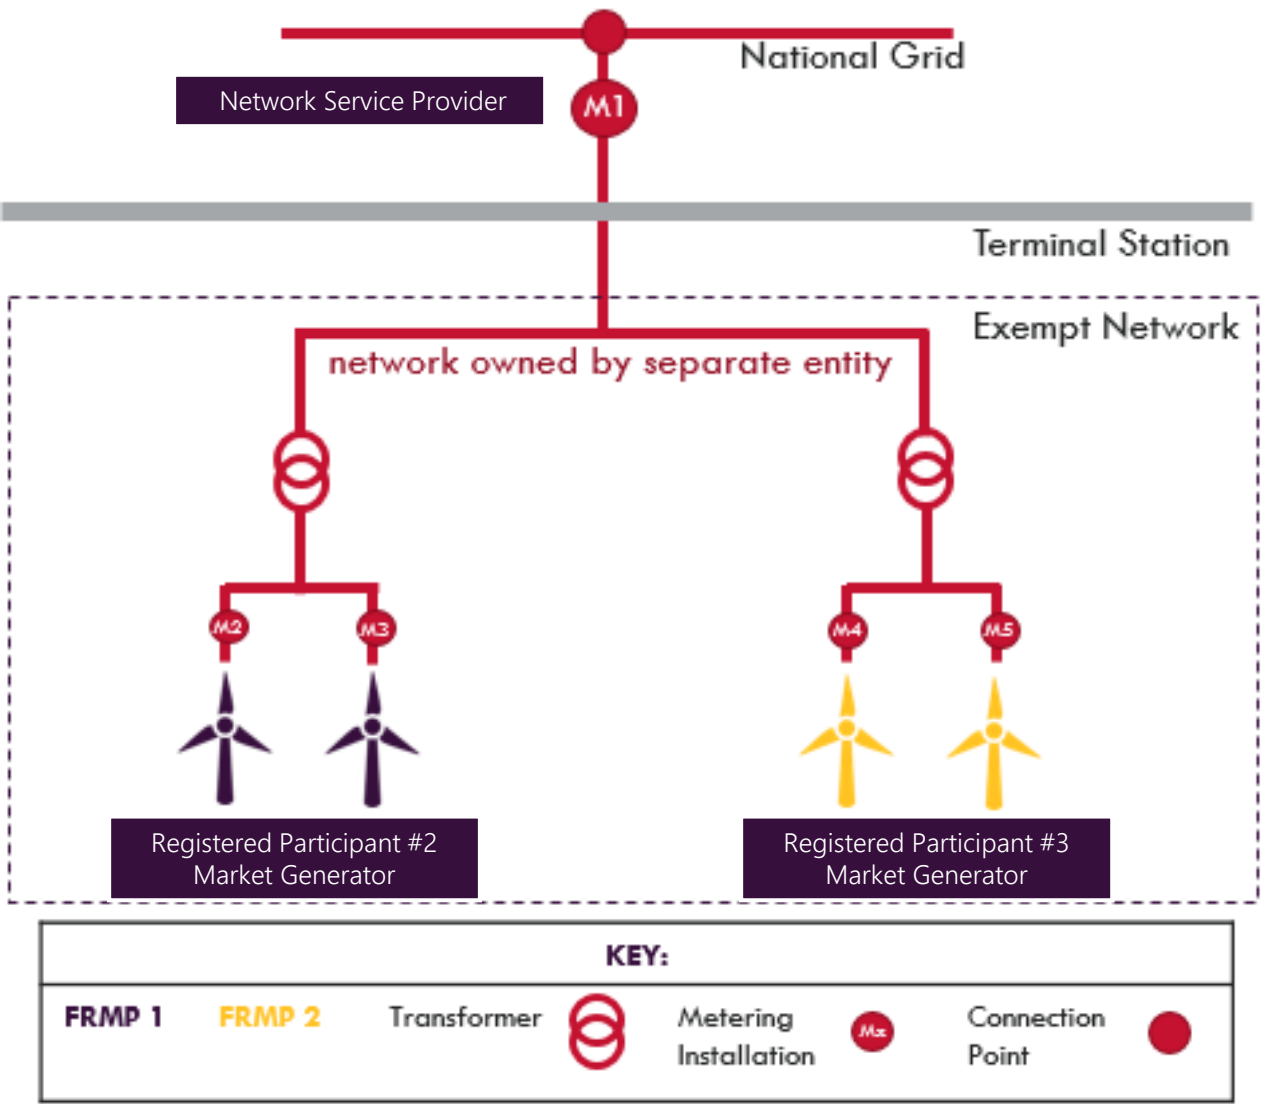 National Grid
Network Service Provider
M1
Terminal Station
Exempt Network
network owned by separate entity
M2
M3
M4
M5
Registered Participant #2
Market Generator
Registered Participant #3
Market Generator
KEY:
FRMP 1
FRMP 2
Transformer
Metering
Installation
Mx
Connection
Point